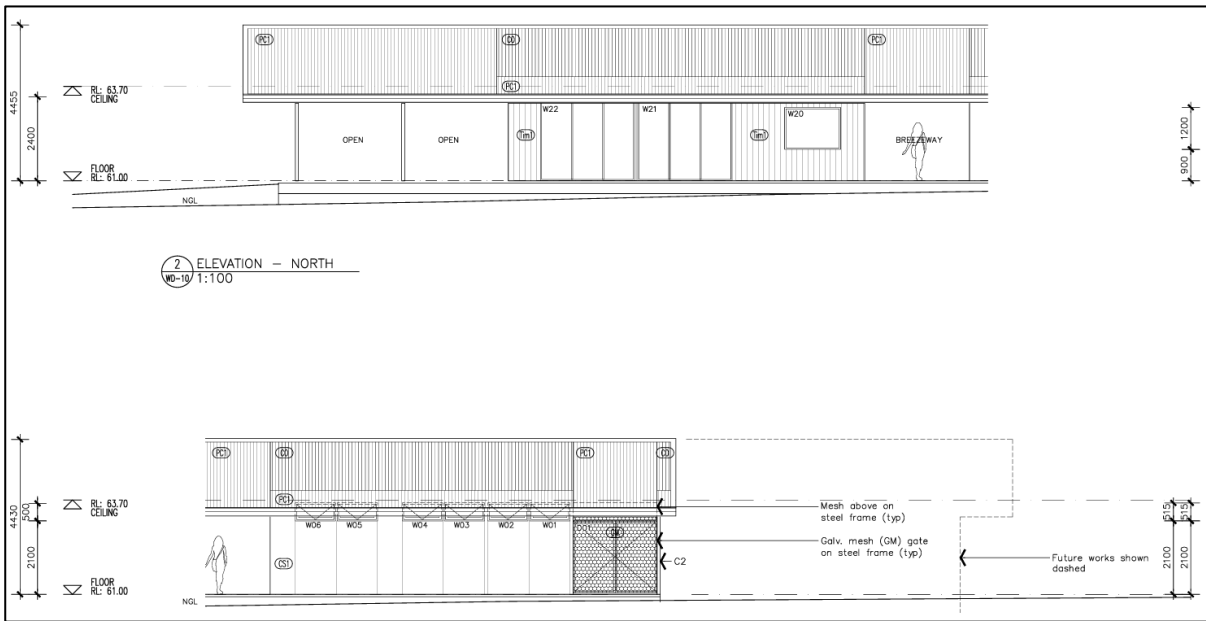 PC1
CO
PC1
RL: 63.70
CEILING
PC1
4455
2400
W22
W21
W20
Tim1
Tim1
OPEN
OPEN
BREEZEWAY
1200
900
FLOOR
RL: 61.00
NGL
2 ELEVATION - NORTH
WD-10 1:100
PC1
CO
PC1
CO
PC1
RL: 63.70
CEILING
4430
500
2100
W06
W05
W04
W03
W02
W01
Mesh above on
steel frame (typ)
515
515
GM
Galv. mesh (GM) gate
on steel frame (typ)
CS1
C2
Future works shown
dashed
2100
2100
FLOOR
RL: 61.00
NGL